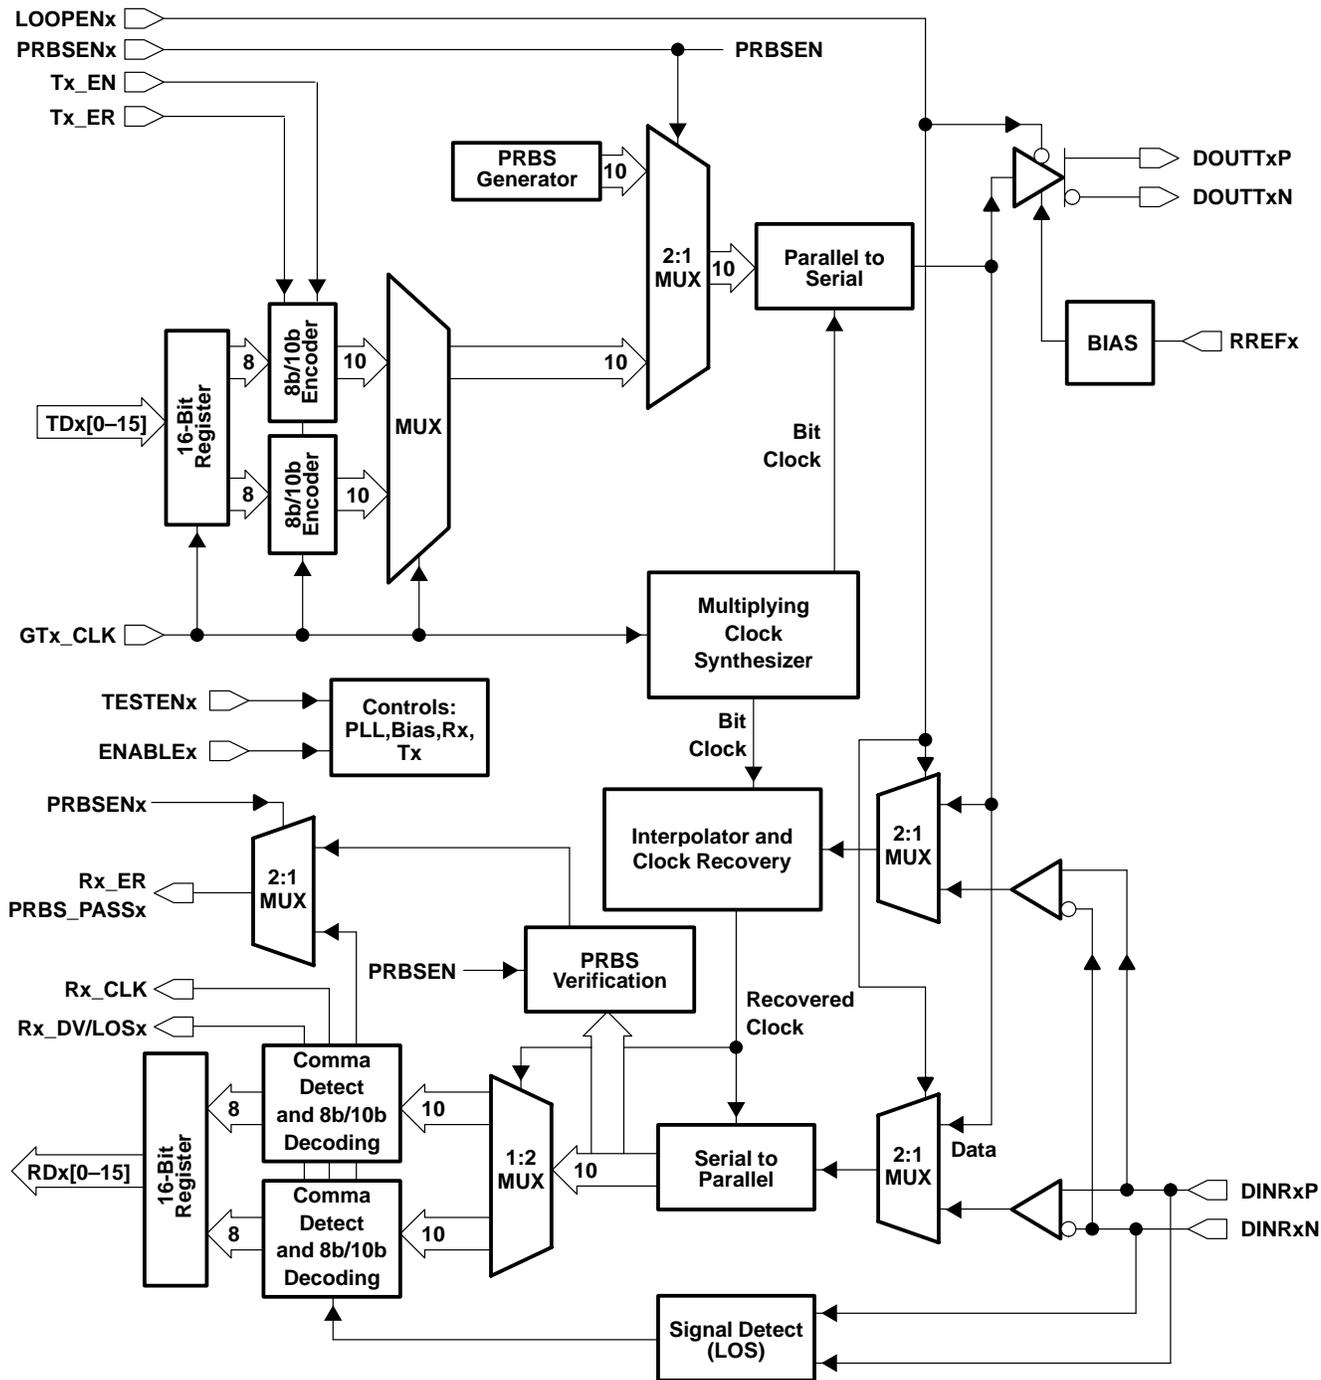 LOOPENx
PRBSENx
PRBSEN
Tx_EN
Tx_ER
PRBS
Generator
10
DOUTTxP
DOUTTxN
2:1
MUX
10
Parallel to
Serial
BIAS
RREFx
TDx[0–15]
16-Bit
Register
8
8b/10b
Encoder
10
10
MUX
8
8b/10b
Encoder
10
Bit
Clock
GTx_CLK
Multiplying
Clock
Synthesizer
TESTENx
ENABLEx
Controls:
PLL,Bias,Rx,
Tx
Bit
Clock
PRBSENx
2:1
MUX
Rx_ER
PRBS_PASSx
Interpolator and
Clock Recovery
2:1
MUX
PRBSEN
PRBS
Verification
Rx_CLK
Rx_DV/LOSx
Recovered
Clock
RDx[0–15]
16-Bit
Register
8
Comma
Detect
and 8b/10b
Decoding
10
8
Comma
Detect
and 8b/10b
Decoding
10
1:2
MUX
10
Serial to
Parallel
2:1
MUX
Data
DINRxP
DINRxN
Signal Detect
(LOS)